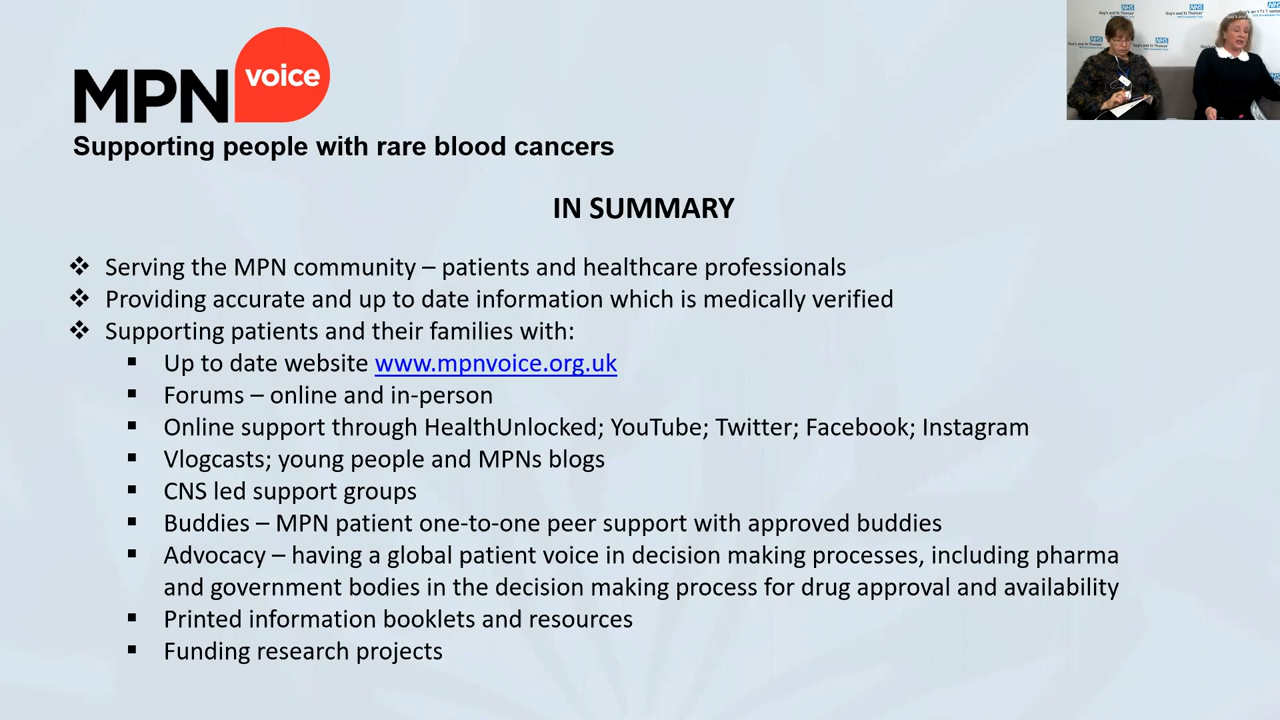 MPN voice
Supporting people with rare blood cancers
IN SUMMARY
❖ Serving the MPN community – patients and healthcare professionals
❖ Providing accurate and up to date information which is medically verified
❖ Supporting patients and their families with:
▪ Up to date website www.mpnvoice.org.uk
▪ Forums – online and in-person
▪ Online support through HealthUnlocked; YouTube; Twitter; Facebook; Instagram
▪ Vlogcasts; young people and MPNs blogs
▪ CNS led support groups
▪ Buddies – MPN patient one-to-one peer support with approved buddies
▪ Advocacy – having a global patient voice in decision making processes, including pharma
and government bodies in the decision making process for drug approval and availability
▪ Printed information booklets and resources
▪ Funding research projects
NHS
Guy's and St Thomas'